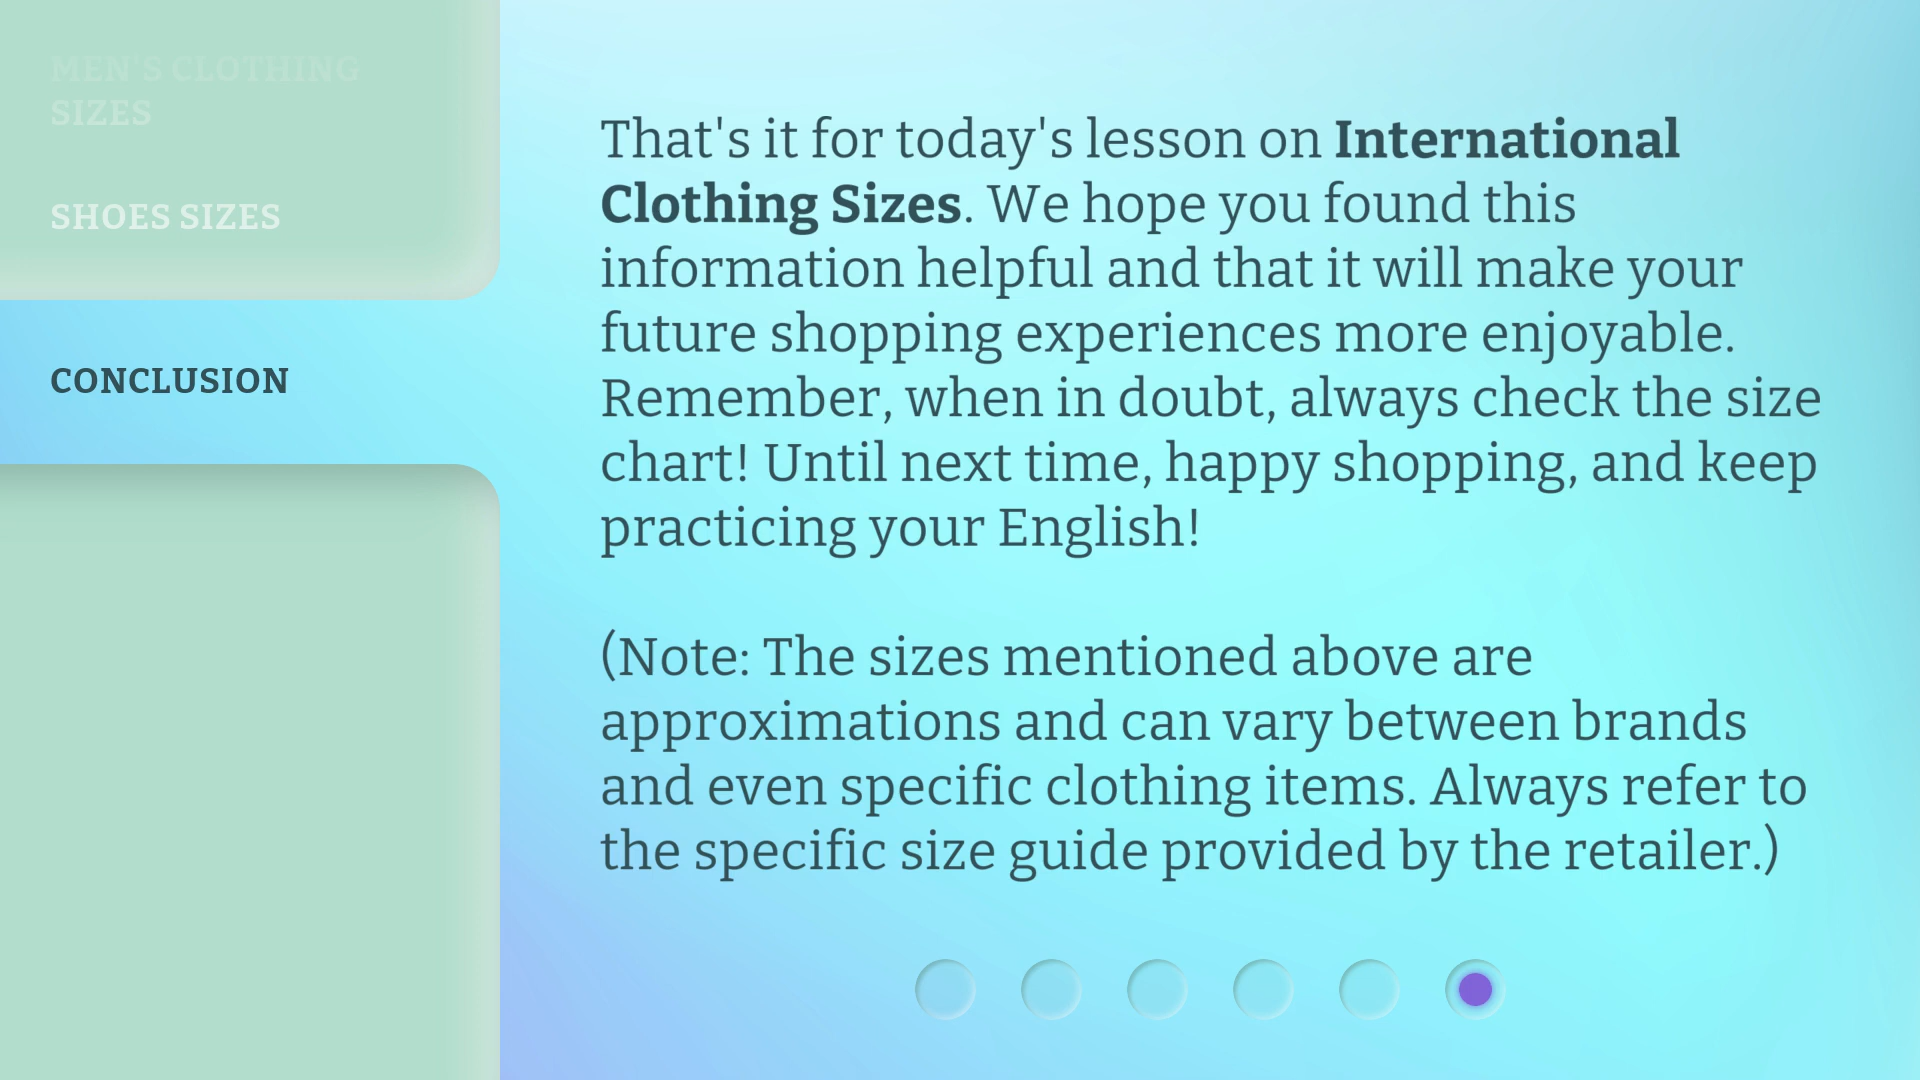 MEN'S CLOTHING
SIZES
SHOES SIZES
CONCLUSION
That's it for today's lesson on International
Clothing Sizes. We hope you found this
information helpful and that it will make your
future shopping experiences more enjoyable.
Remember, when in doubt, always check the size
chart! Until next time, happy shopping, and keep
practicing your English!
(Note: The sizes mentioned above are
approximations and can vary between brands
and even specific clothing items. Always refer to
the specific size guide provided by the retailer.)